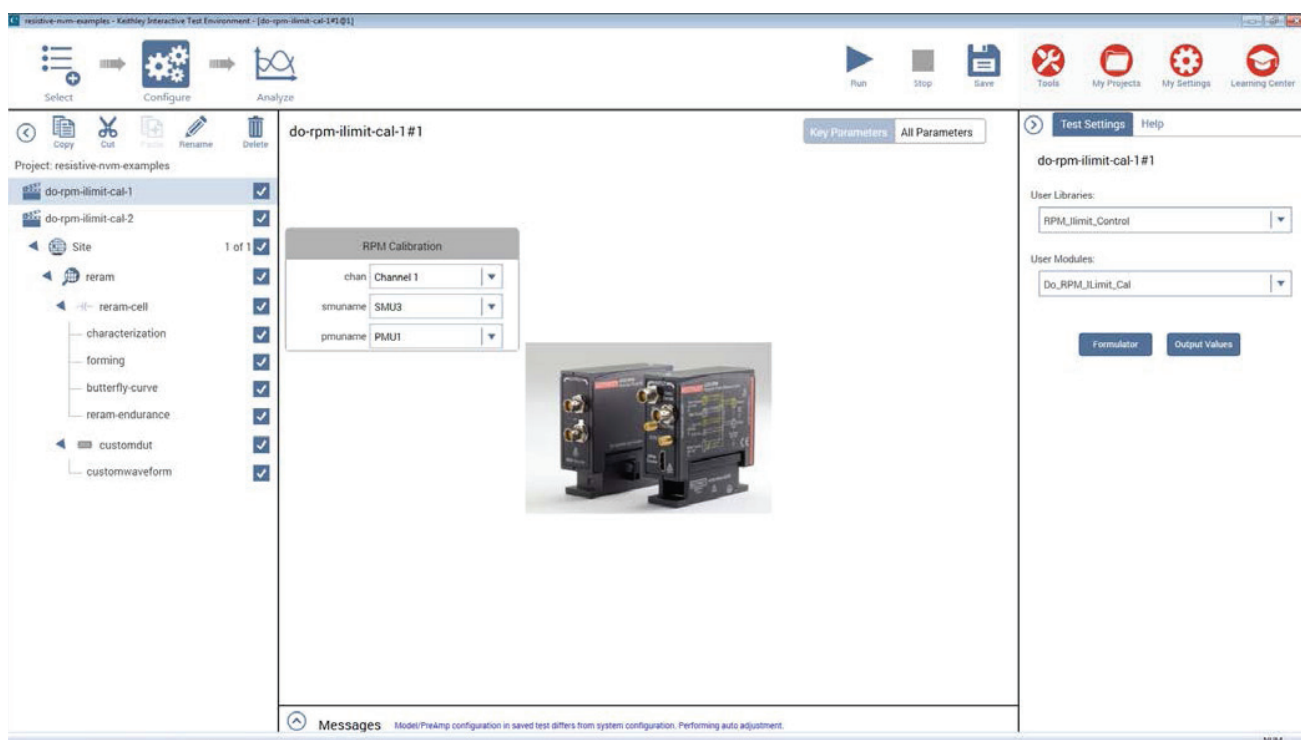 resistive-nvm-examples - Keithley Interactive Test Environment - [do-rpm-ilimit-cal-1#1@1]
Select Configure Analyze Run Stop Save Tools My Projects My Settings Learning Center
Copy Cut Paste Rename Delete
Project: resistive-nvm-examples
do-rpm-ilimit-cal-1
do-rpm-ilimit-cal-2
Site 1 of 1
reram
reram-cell
characterization
forming
butterfly-curve
reram-endurance
customdut
customwaveform
do-rpm-ilimit-cal-1#1 Key Parameters All Parameters
RPM Calibration
chan Channel 1
smuname SMU3
pmuname PMU1
Messages Model/PreAmp configuration in saved test differs from system configuration. Performing auto adjustment.
Test Settings Help
do-rpm-ilimit-cal-1#1
User Libraries:
RPM_Ilimit_Control
User Modules:
Do_RPM_ILimit_Cal
Formulator Output Values